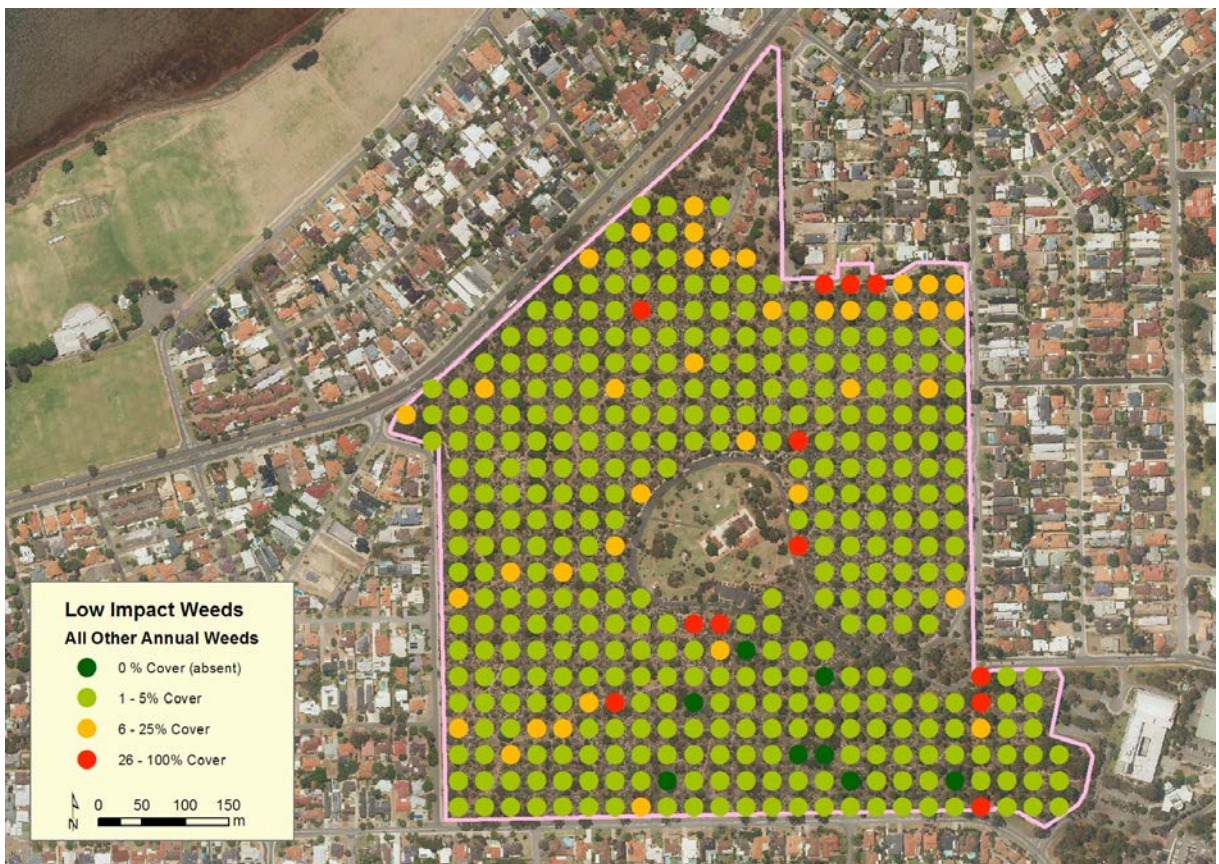 Low Impact Weeds
All Other Annual Weeds
0 % Cover (absent)
1 - 5% Cover
6 - 25% Cover
26 - 100% Cover
N
0 50 100 150
m